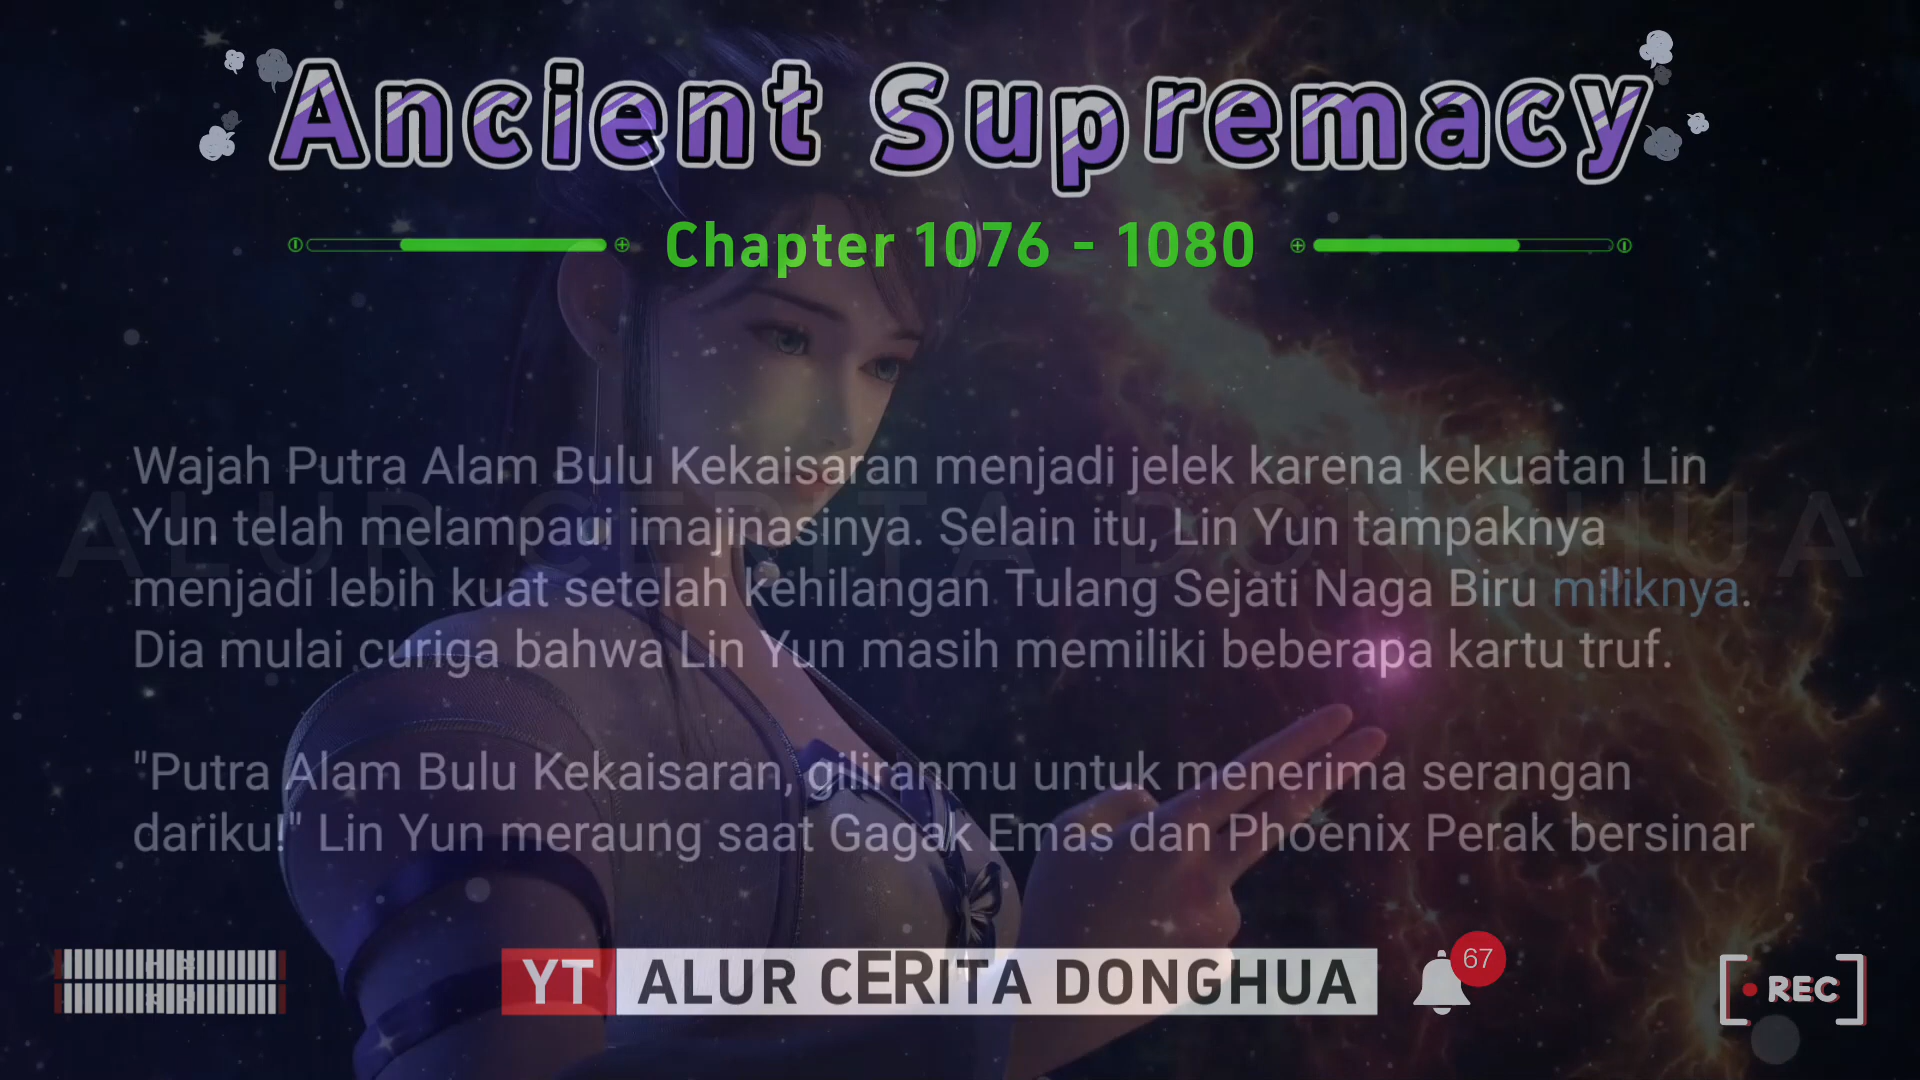 Ancient Supremacy
Chapter 1076 - 1080
Wajah Putra Alam Bulu Kekaisaran menjadi jelek karena kekuatan Lin
Yun telah melampaui imajinasinya. Selain itu, Lin Yun tampaknya
menjadi lebih kuat setelah kehilangan Tulang Sejati Naga Biru miliknya.
Dia mulai curiga bahwa Lin Yun masih memiliki beberapa kartu truf.
ALUR CERITA DONGHUA
"Putra Alam Bulu Kekaisaran, giliranmu untuk menerima serangan
dariku!" Lin Yun meraung saat Gagak Emas dan Phoenix Perak bersinar
YT ALUR CERITA DONGHUA
67
REC